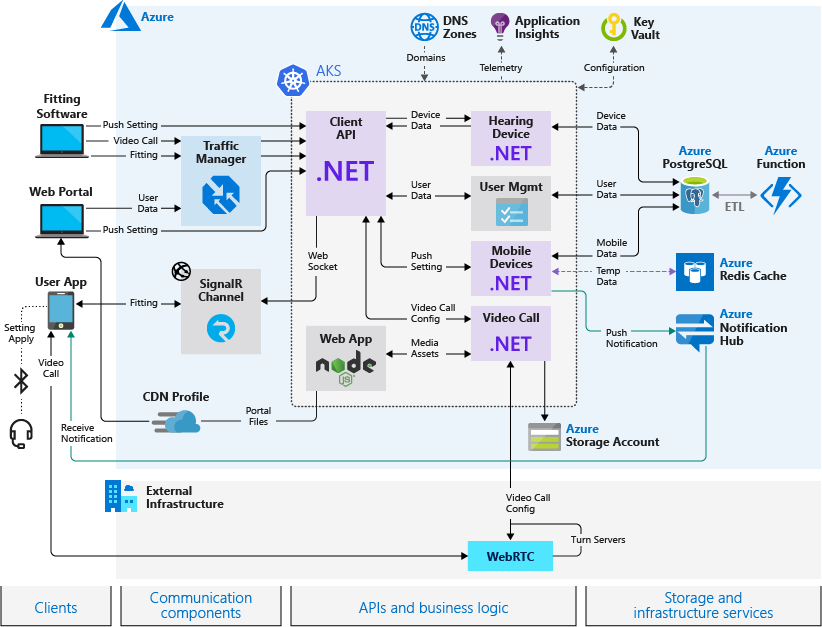 Azure
DNS
Zones
Application
Insights
Key
Vault
Domains
Telemetry
Configuration
AKS
Fitting
Software
Push Setting
Video Call
Fitting
Traffic
Manager
Client
API
.NET
Device
Data
Hearing
Device
.NET
Device
Data
Azure
PostgreSQL
Azure
Function
ETL
Web Portal
User
Data
Push Setting
User
Data
User Mgmt
User
Data
Mobile
Data
Web
Socket
Push
Setting
Mobile
Devices
.NET
Temp
Data
Azure
Redis Cache
User App
Fitting
SignalR
Channel
Setting
Apply
Video
Call
Video Call
Config
Video Call
.NET
Push
Notification
Azure
Notification
Hub
Web App
node
JS
Media
Assets
CDN Profile
Portal
Files
Receive
Notification
Azure
Storage Account
External
Infrastructure
Video Call
Config
Turn Servers
WebRTC
Clients
Communication
components
APIs and business logic
Storage and
infrastructure services